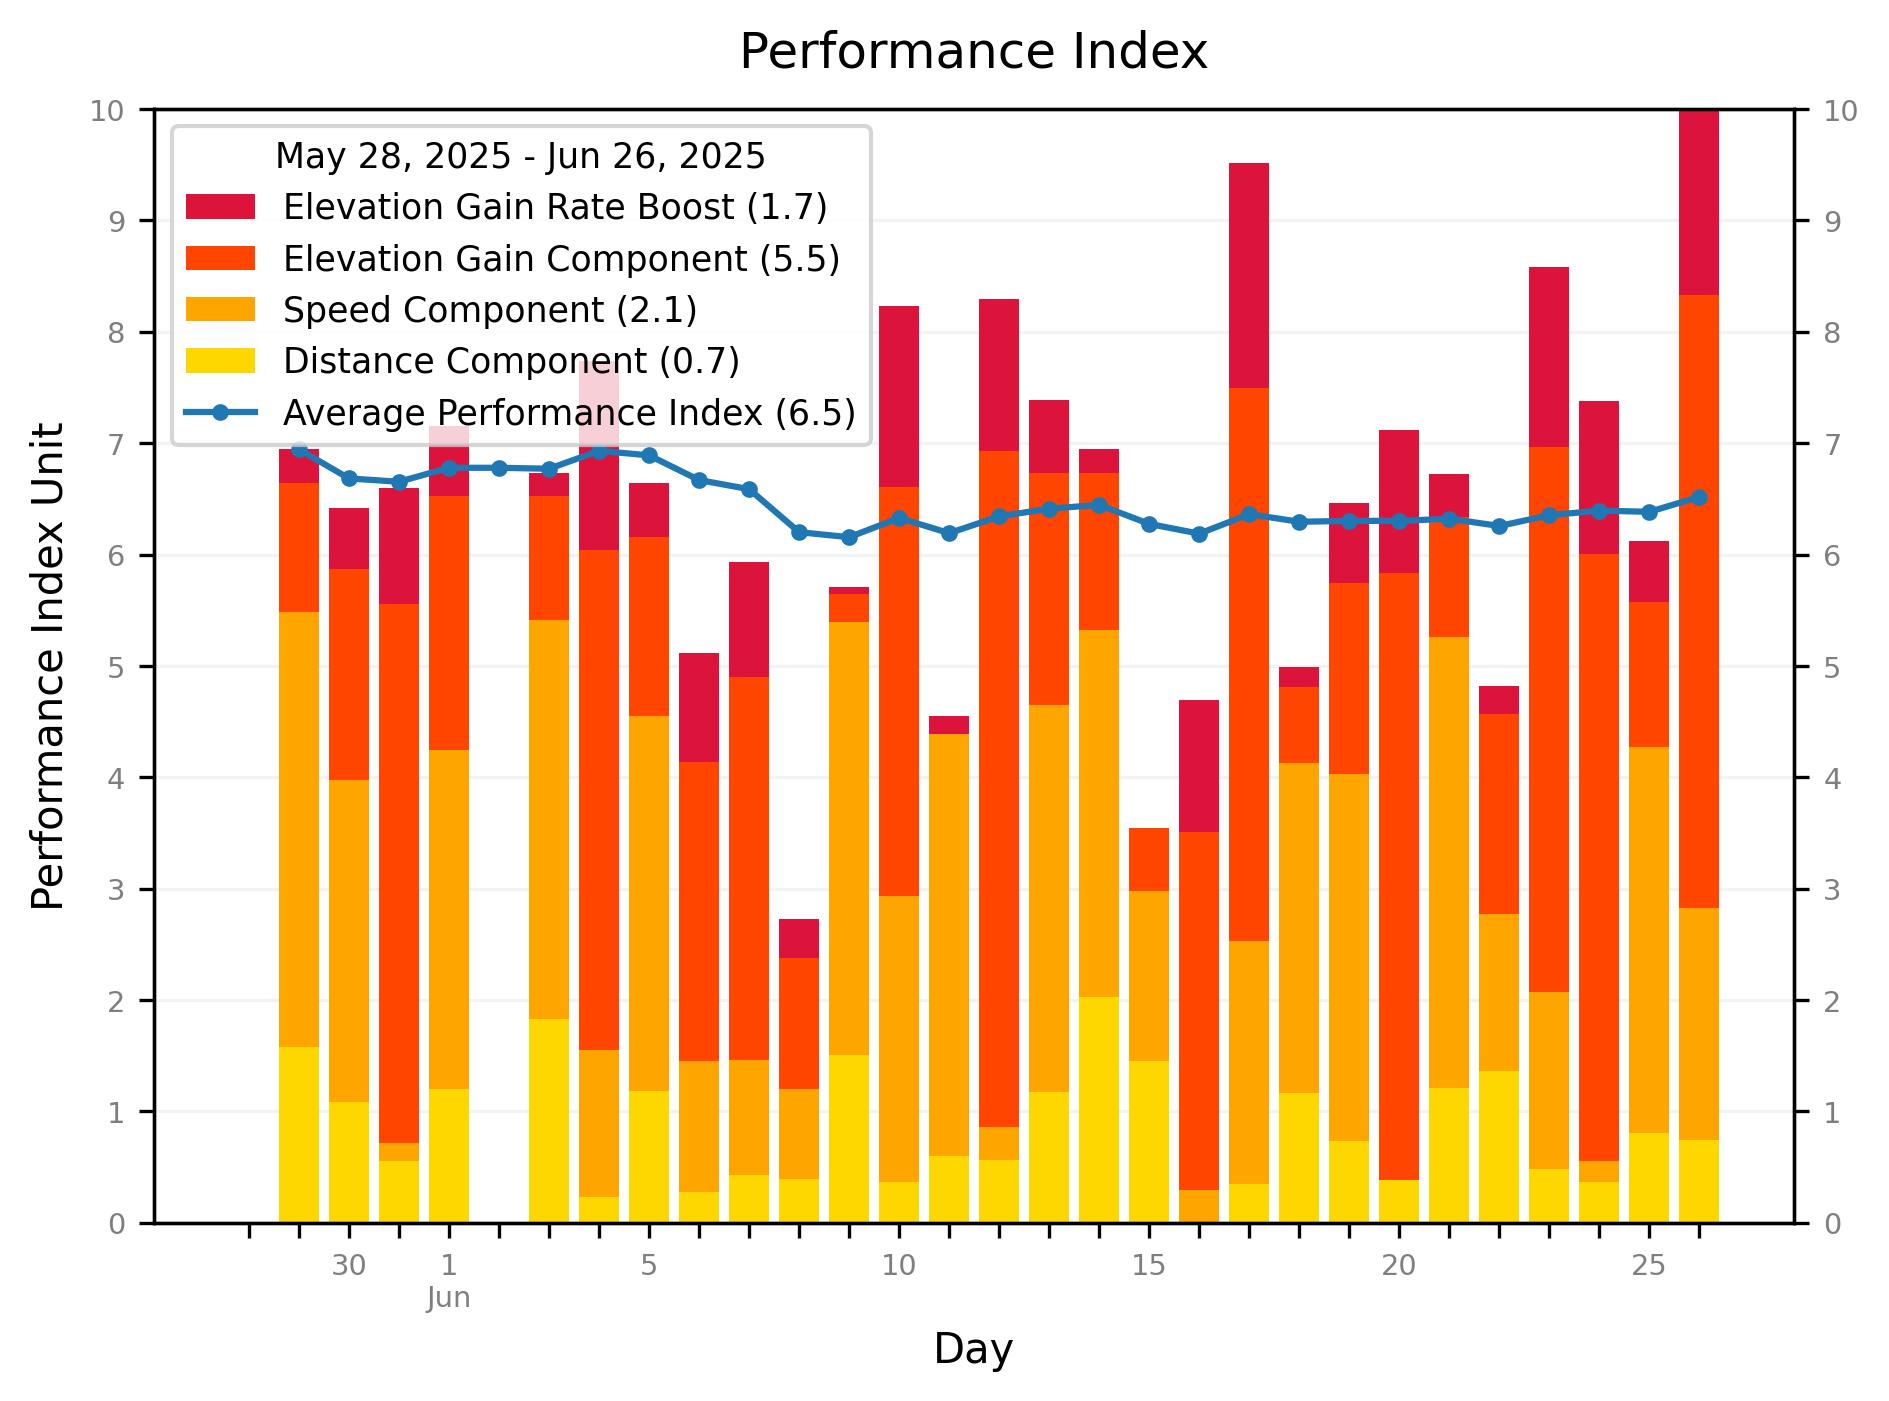 Performance Index
May 28, 2025 - Jun 26, 2025
Elevation Gain Rate Boost (1.7)
Elevation Gain Component (5.5)
Speed Component (2.1)
Distance Component (0.7)
Average Performance Index (6.5)
Performance Index Unit
10
9
8
7
6
5
4
3
2
1
0
10
9
8
7
6
5
4
3
2
1
0
30 1 5 10 15 20 25
Jun
Day